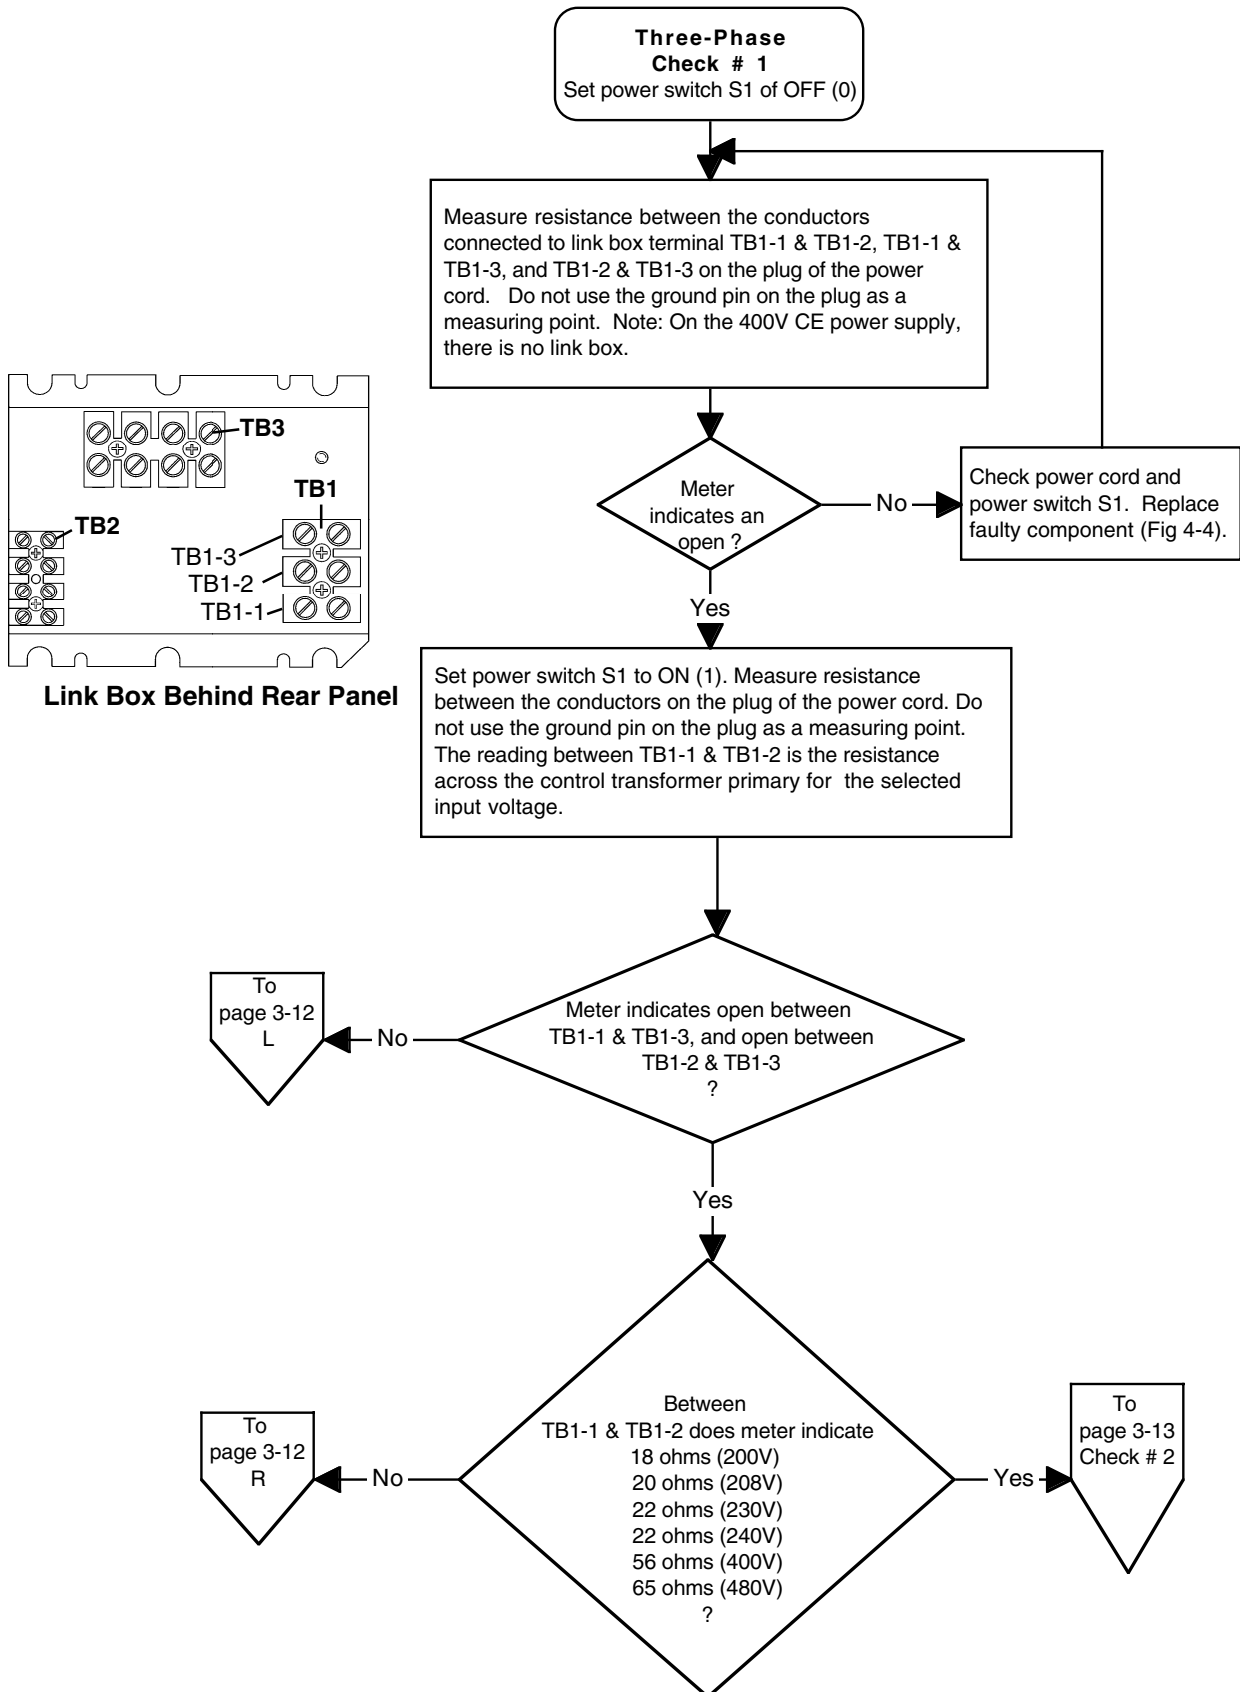 Three-Phase
Check # 1
Set power switch S1 of OFF (0)
Measure resistance between the conductors
connected to link box terminal TB1-1 & TB1-2, TB1-1 &
TB1-3, and TB1-2 & TB1-3 on the plug of the power
cord. Do not use the ground pin on the plug as a
measuring point. Note: On the 400V CE power supply,
there is no link box.
TB3
TB1
TB2
TB1-3
TB1-2
TB1-1
Link Box Behind Rear Panel
Meter
indicates an
open ?
No
Check power cord and
power switch S1. Replace
faulty component (Fig 4-4).
Yes
Set power switch S1 to ON (1). Measure resistance
between the conductors on the plug of the power cord. Do
not use the ground pin on the plug as a measuring point.
The reading between TB1-1 & TB1-2 is the resistance
across the control transformer primary for the selected
input voltage.
Meter indicates open between
TB1-1 & TB1-3, and open between
TB1-2 & TB1-3
?
No
To
page 3-12
L
Yes
Between
TB1-1 & TB1-2 does meter indicate
18 ohms (200V)
20 ohms (208V)
22 ohms (230V)
22 ohms (240V)
56 ohms (400V)
65 ohms (480V)
?
No
To
page 3-12
R
Yes
To
page 3-13
Check # 2